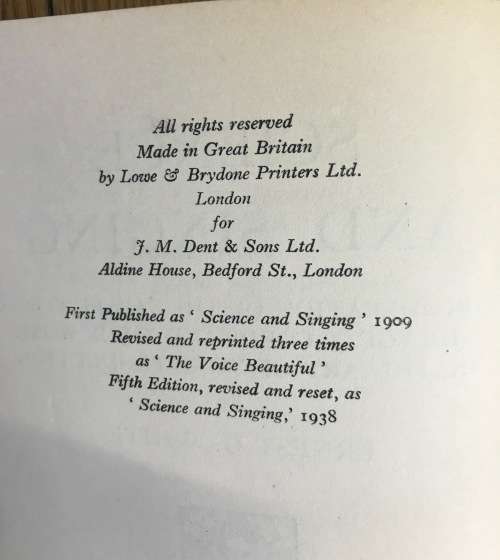 All rights reserved
Made in Great Britain
by Lowe & Brydone Printers Ltd.
London
for
J. M. Dent & Sons Ltd.
Aldine House, Bedford St., London
First Published as ‘ Science and Singing ’ 1909
Revised and reprinted three times
as ‘ The Voice Beautiful ’
Fifth Edition, revised and reset, as
‘ Science and Singing,’ 1938